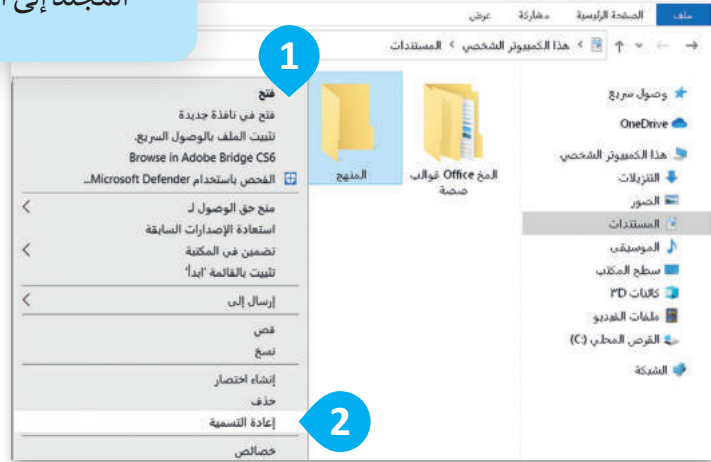 المجلد إلى
ملف الصفحة الرئيسية مشاركة عرض
هذا الكمبيوتر الشخصي > المستندات
1
وصول سريع
OneDrive
هذا الكمبيوتر الشخصي
التنزيلات
الصور
المستندات
الموسيقى
سطح المكتب
كائنات ٣D
ملفات الفيديو
القرص المحلي (C:)
الشبكة
المخ Office قوالب
صصة
المنهج
فتح
فتح في نافذة جديدة
تثبيت الملف بالوصول السريع.
Browse in Adobe Bridge CS6
الفحص باستخدام Microsoft Defender...
منح حق الوصول لـ
استعادة الإصدارات السابقة
تضمين في المكتبة
تثبيت بالقائمة 'ابدأ'
إرسال إلى
قص
نسخ
إنشاء اختصار
حذف
إعادة التسمية
2
خصائص